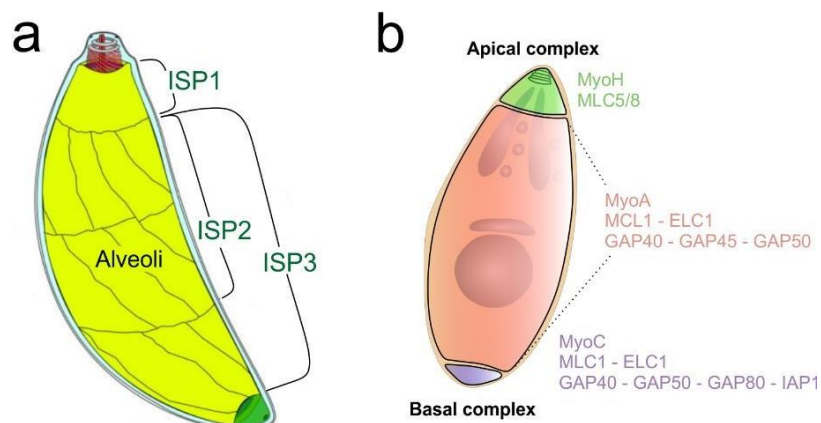 a
ISP1
ISP2
ISP3
Alveoli
b
Apical complex
MyoH
MLC5/8
MyoA
MCL1 - ELC1
GAP40 - GAP45 - GAP50
MyoC
MLC1 - ELC1
GAP40 - GAP50 - GAP80 - IAP1
Basal complex